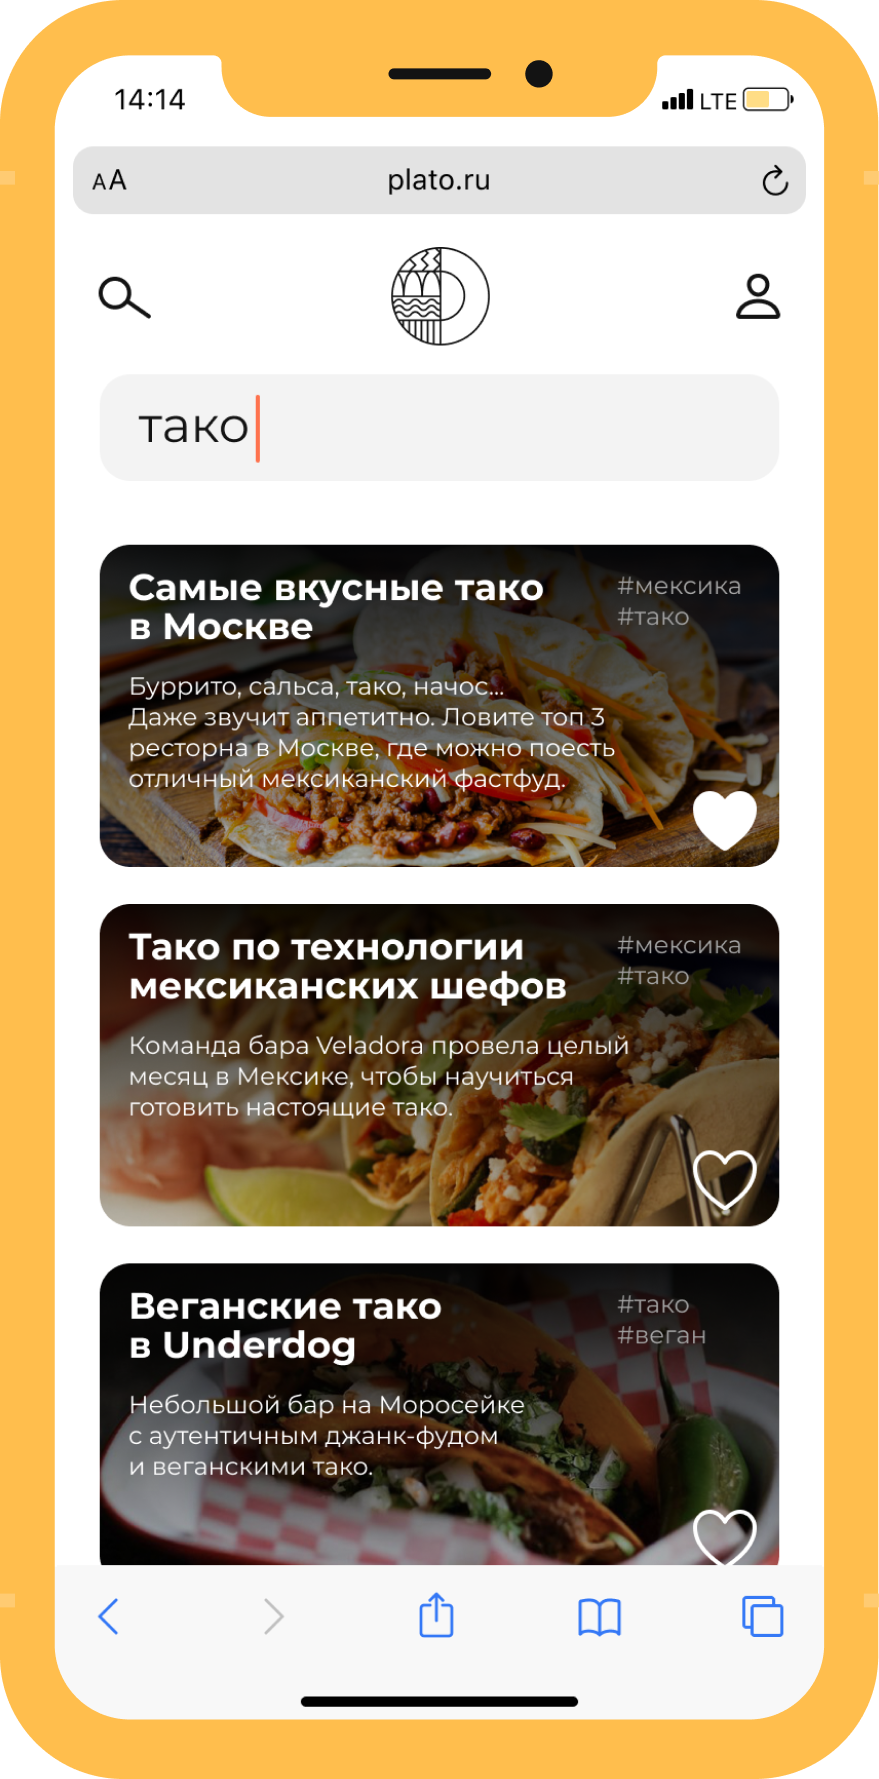 14:14
LTE
AA
plato.ru
тако
Самые вкусные тако
в Москве
#мексика
#тако
Буррито, сальса, тако, начос...
Даже звучит аппетитно. Ловите топ 3
ресторна в Москве, где можно поесть
отличный мексиканский фастфуд.
Тако по технологии
мексиканских шефов
#мексика
#тако
Команда бара Veladora провела целый
месяц в Мексике, чтобы научиться
готовить настоящие тако.
Веганские тако
в Underdog
#тако
#веган
Небольшой бар на Моросейке
с аутентичным джанк-фудом
и веганскими тако.